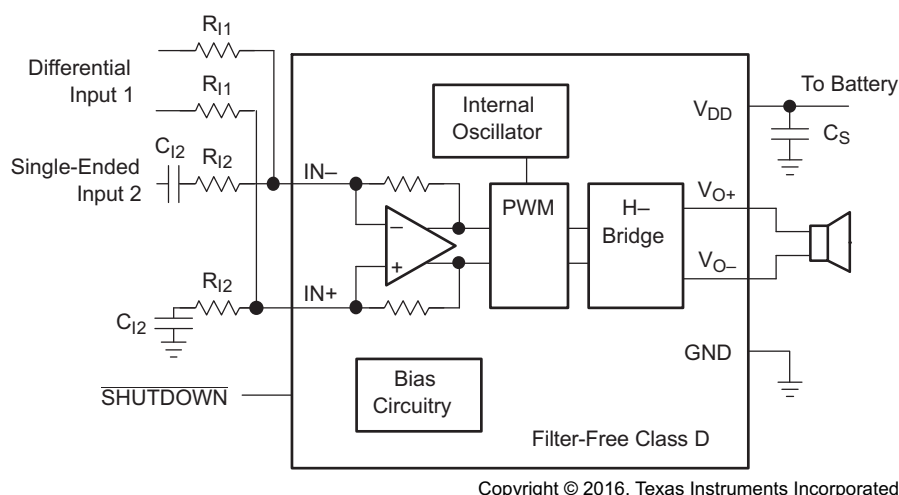 R_I1
Differential
Input 1
R_I1
C_I2
R_I2
Single-Ended
Input 2
R_I2
C_I2
SHUTDOWN
IN–
IN+
–
+
Internal
Oscillator
PWM
H–
Bridge
Bias
Circuitry
Filter-Free Class D
V_DD
To Battery
C_S
V_O+
V_O–
GND
Copyright © 2016, Texas Instruments Incorporated